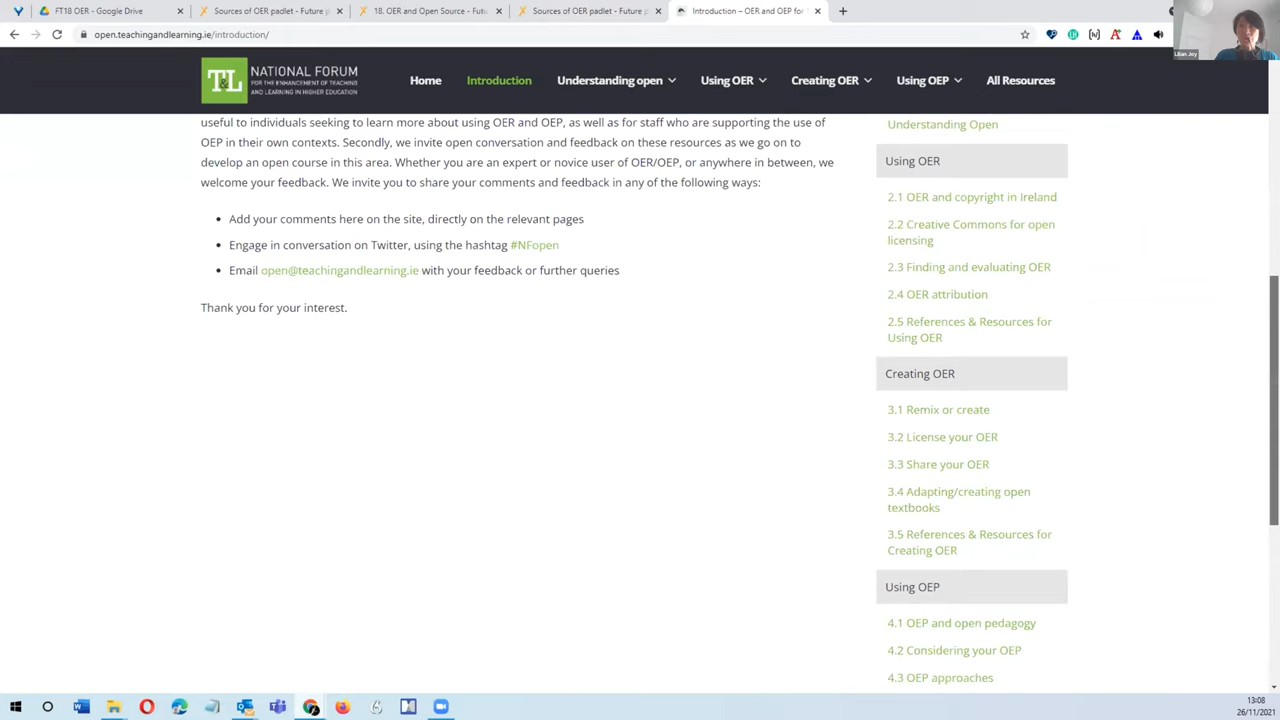 FT18 OER - Google Drive
Sources of OER padlet - Future p
18. OER and Open Source - Futu
Sources of OER padlet - Future p
Introduction – OER and OEP for
open.teachingandlearning.ie/introduction/
Lilian Joy
T&L NATIONAL FORUM
FOR THE ENHANCEMENT OF TEACHING
AND LEARNING IN HIGHER EDUCATION
Home
Introduction
Understanding open
Using OER
Creating OER
Using OEP
All Resources
useful to individuals seeking to learn more about using OER and OEP, as well as for staff who are supporting the use of
OEP in their own contexts. Secondly, we invite open conversation and feedback on these resources as we go on to
develop an open course in this area. Whether you are an expert or novice user of OER/OEP, or anywhere in between, we
welcome your feedback. We invite you to share your comments and feedback in any of the following ways:
• Add your comments here on the site, directly on the relevant pages
• Engage in conversation on Twitter, using the hashtag #NFopen
• Email open@teachingandlearning.ie with your feedback or further queries
Thank you for your interest.
Understanding Open
Using OER
2.1 OER and copyright in Ireland
2.2 Creative Commons for open
licensing
2.3 Finding and evaluating OER
2.4 OER attribution
2.5 References & Resources for
Using OER
Creating OER
3.1 Remix or create
3.2 License your OER
3.3 Share your OER
3.4 Adapting/creating open
textbooks
3.5 References & Resources for
Creating OER
Using OEP
4.1 OEP and open pedagogy
4.2 Considering your OEP
4.3 OEP approaches
13:08
26/11/2021